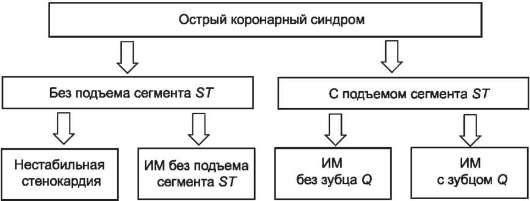 Острый коронарный синдром
Без подъема сегмента ST
С подъемом сегмента ST
Нестабильная
стенокардия
ИМ без подъема
сегмента ST
ИМ
без зубца Q
ИМ
с зубцом Q